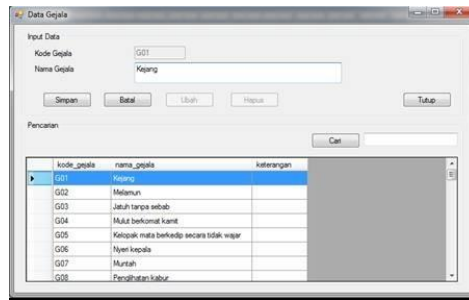 Data Gejala
Input Data
Kode Gejala G01
Nama Gejala Kejang
Simpan Batal Ubah Hapus Tutup
Pencarian
Cari
kode_gejala nama_gejala keterangan
G01 Kejang
G02 Melamun
G03 Jatuh tanpa sebab
G04 Mulut berkomat kamit
G05 Kelopak mata berkedip secara tidak wajar
G06 Nyeri kepala
G07 Muntah
G08 Penglihatan kabur